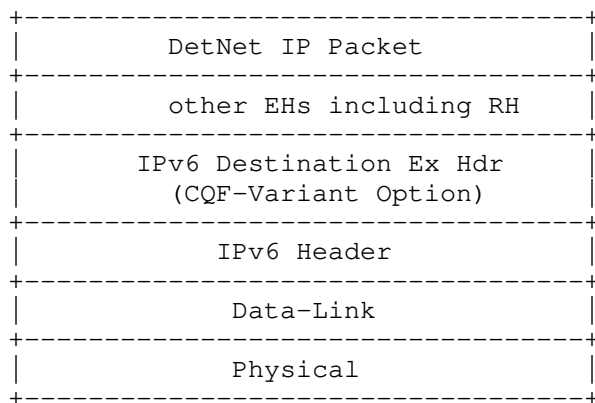 DetNet IP Packet
other EHs including RH
IPv6 Destination Ex Hdr
(CQF-Variant Option)
IPv6 Header
Data-Link
Physical